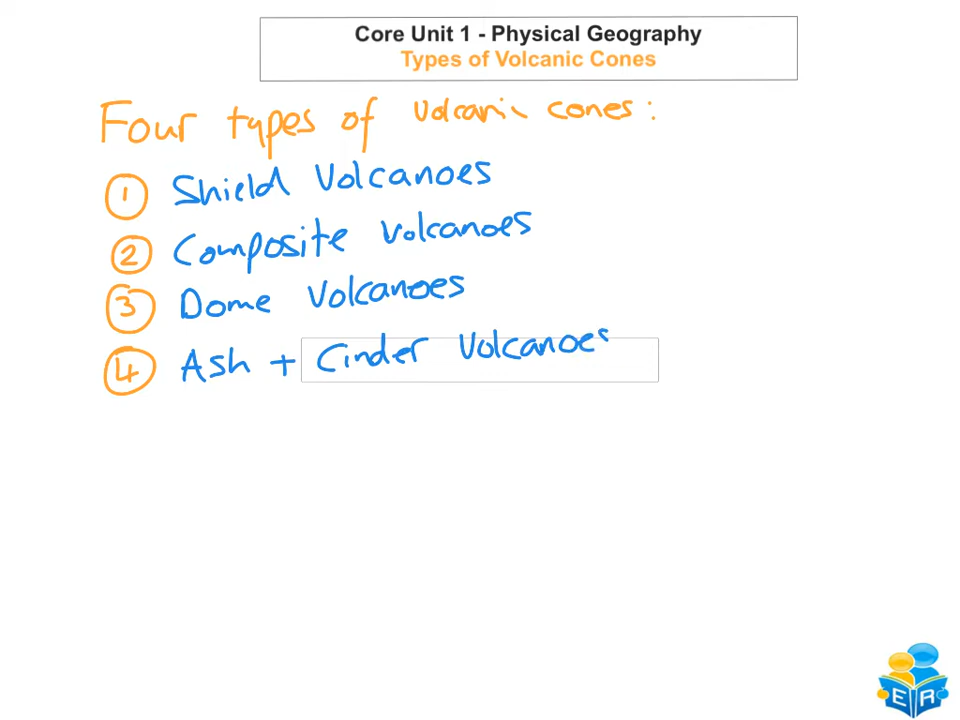 Core Unit 1 - Physical Geography
Types of Volcanic Cones
Four types of volcanic cones:
1 Shield Volcanoes
2 Composite Volcanoes
3 Dome Volcanoes
4 Ash + Cinder Volcanoes
E R